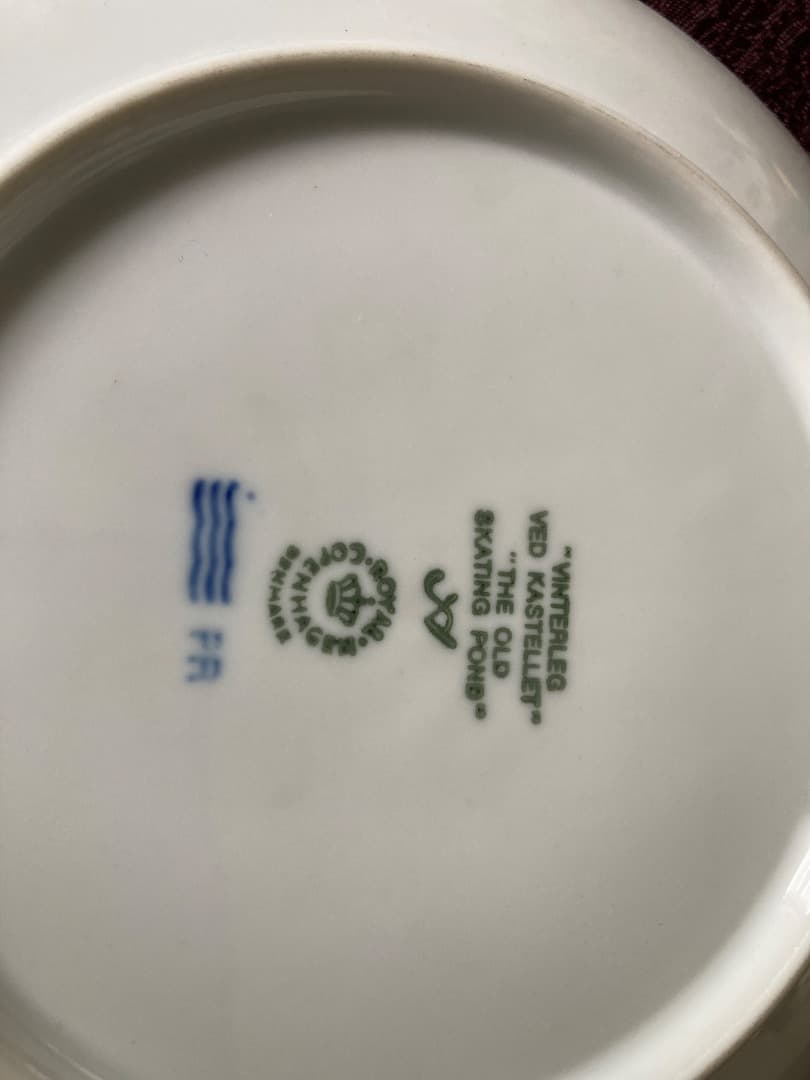 "VINTERLEG
VED KASTELLET"
"THE OLD
SKATING POND"
ROYAL COPENHAGEN
DENMARK
FR